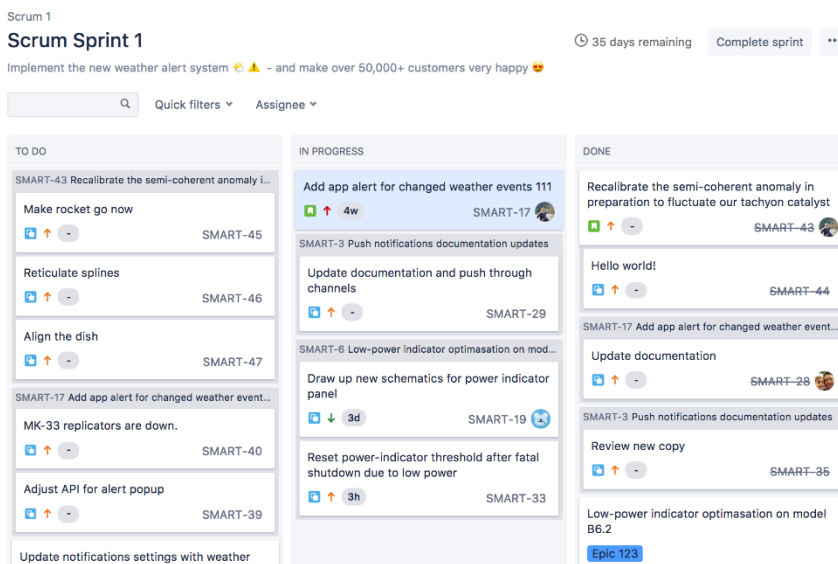 Scrum 1
Scrum Sprint 1
35 days remaining
Complete sprint
Implement the new weather alert system 🌤️ ⚠️ - and make over 50,000+ customers very happy 😍
Quick filters
Assignee
TO DO
SMART-43 Recalibrate the semi-coherent anomaly i...
Make rocket go now
-
SMART-45
Reticulate splines
-
SMART-46
Align the dish
-
SMART-47
SMART-17 Add app alert for changed weather event...
MK-33 replicators are down.
-
SMART-40
Adjust API for alert popup
-
SMART-39
Update notifications settings with weather
IN PROGRESS
Add app alert for changed weather events 111
4w
SMART-17
SMART-3 Push notifications documentation updates
Update documentation and push through
channels
-
SMART-29
SMART-6 Low-power indicator optimasation on mod...
Draw up new schematics for power indicator
panel
3d
SMART-19
Reset power-indicator threshold after fatal
shutdown due to low power
3h
SMART-33
DONE
Recalibrate the semi-coherent anomaly in
preparation to fluctuate our tachyon catalyst
-
SMART-43
Hello world!
-
SMART-44
SMART-17 Add app alert for changed weather event...
Update documentation
-
SMART-28
SMART-3 Push notifications documentation updates
Review new copy
-
SMART-35
Low-power indicator optimasation on model
B6.2
Epic 123